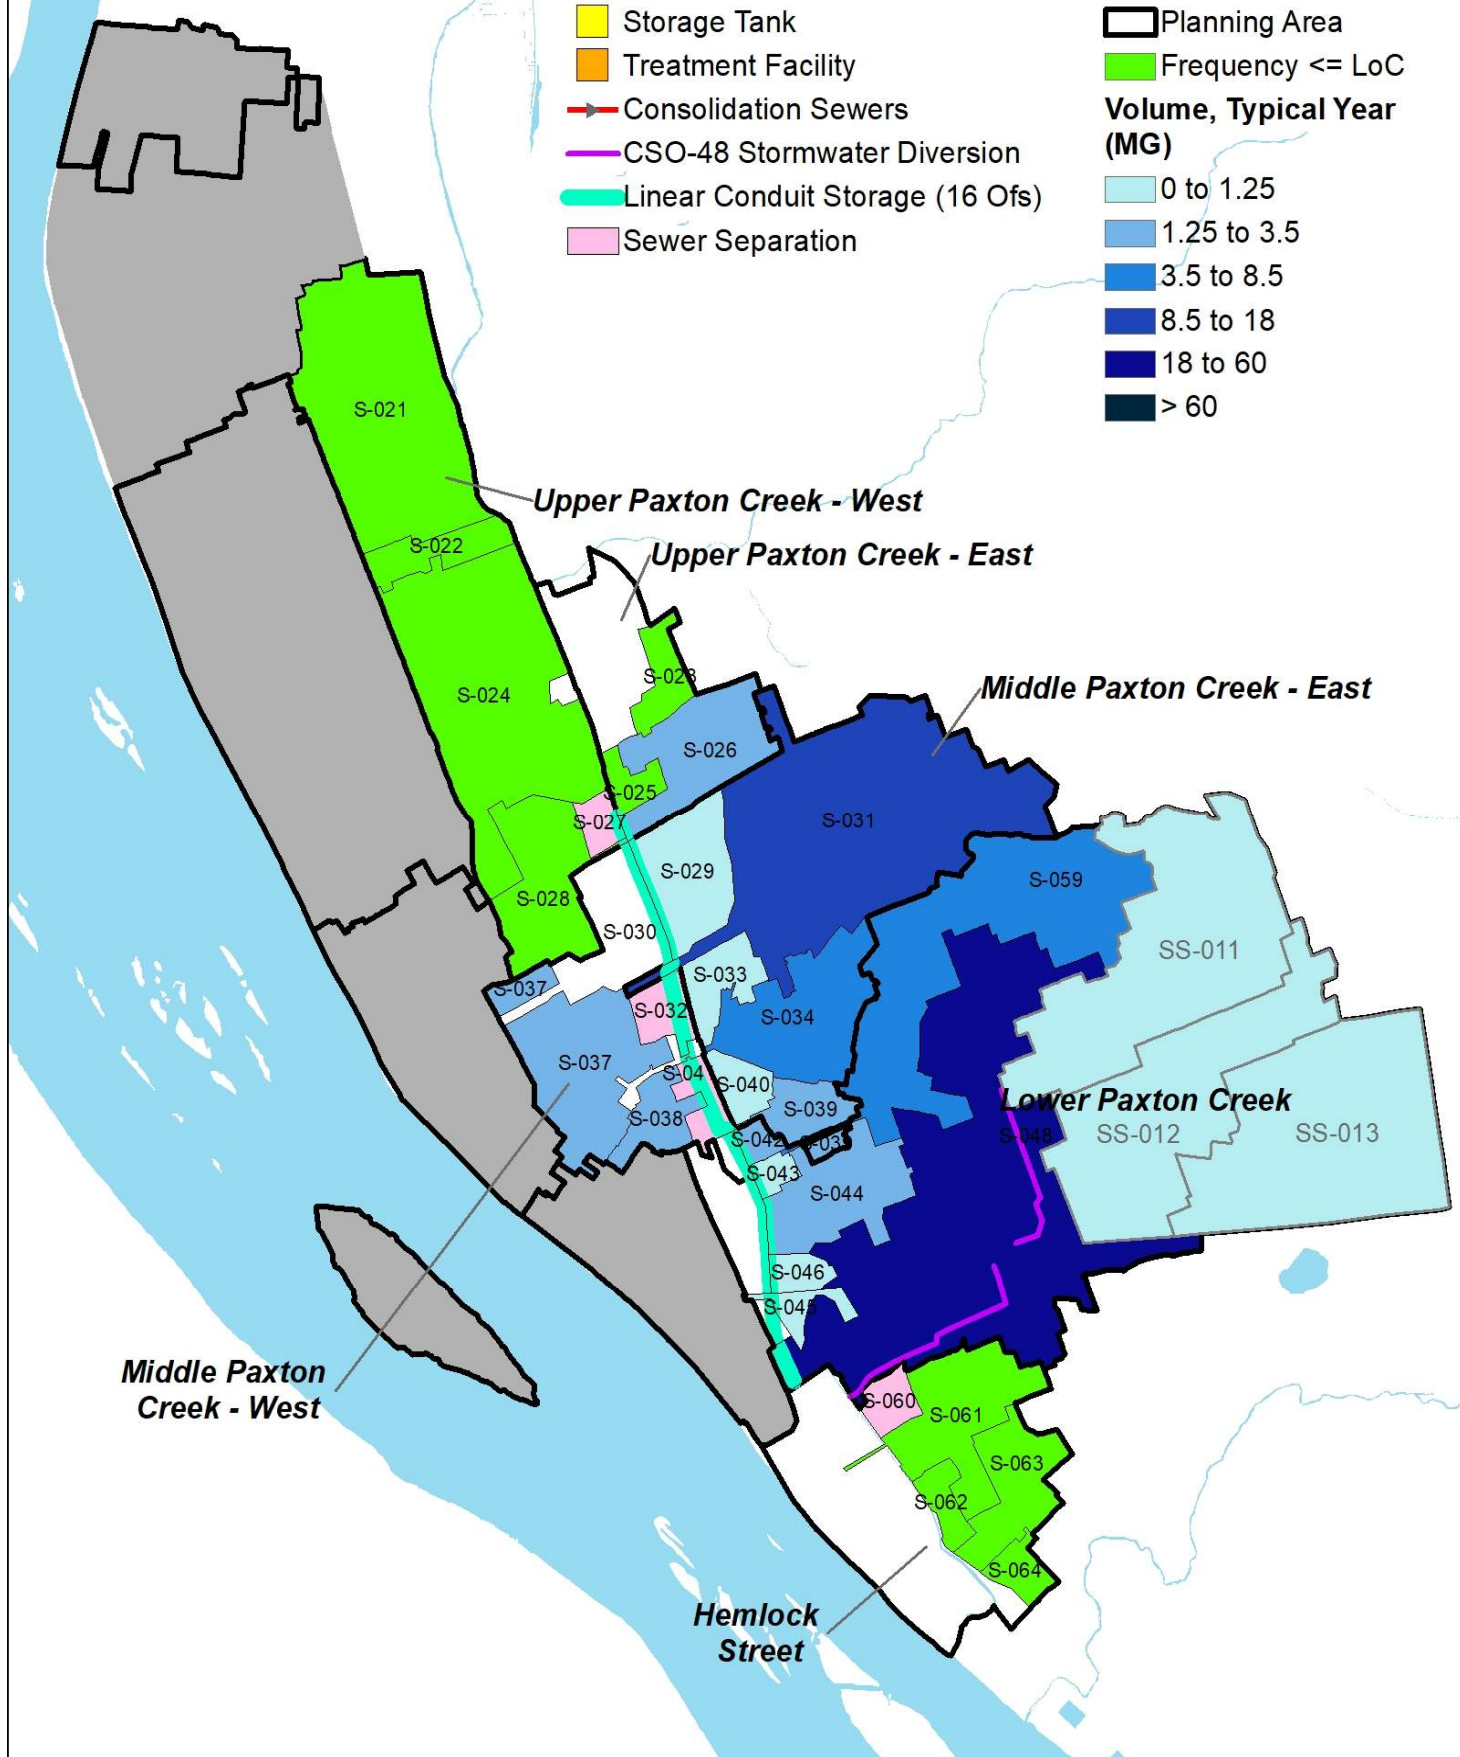 Storage Tank
Treatment Facility
Consolidation Sewers
CSO-48 Stormwater Diversion
Linear Conduit Storage (16 Ofs)
Sewer Separation
Planning Area
Frequency <= LoC
Volume, Typical Year
(MG)
0 to 1.25
1.25 to 3.5
3.5 to 8.5
8.5 to 18
18 to 60
> 60
S-021
Upper Paxton Creek - West
S-022
Upper Paxton Creek - East
S-023
S-024
Middle Paxton Creek - East
S-026
S-025
S-027
S-031
S-029
S-059
S-028
S-030
SS-011
S-033
S-037
S-032
S-034
S-037
S-04
S-040
S-039
S-038
Lower Paxton Creek
S-048
SS-012
SS-013
S-042
S-043
S-044
S-046
S-045
Middle Paxton
Creek - West
S-060
S-061
S-063
S-062
S-064
Hemlock
Street